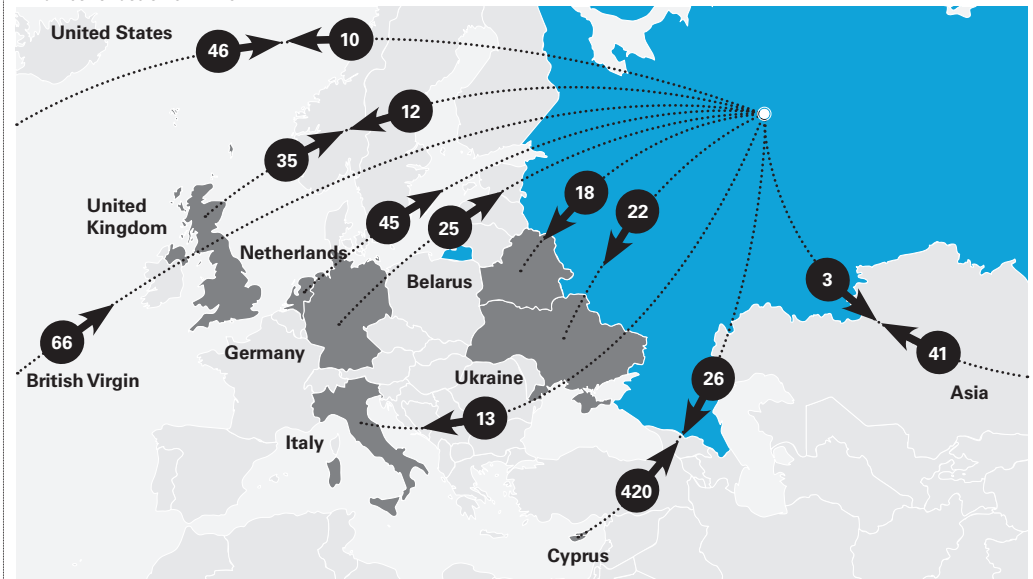 United States
46
10
12
35
United
Kingdom
18
22
45
25
Netherlands
Belarus
3
66
41
Germany
British Virgin
Ukraine
26
Asia
13
Italy
420
Cyprus